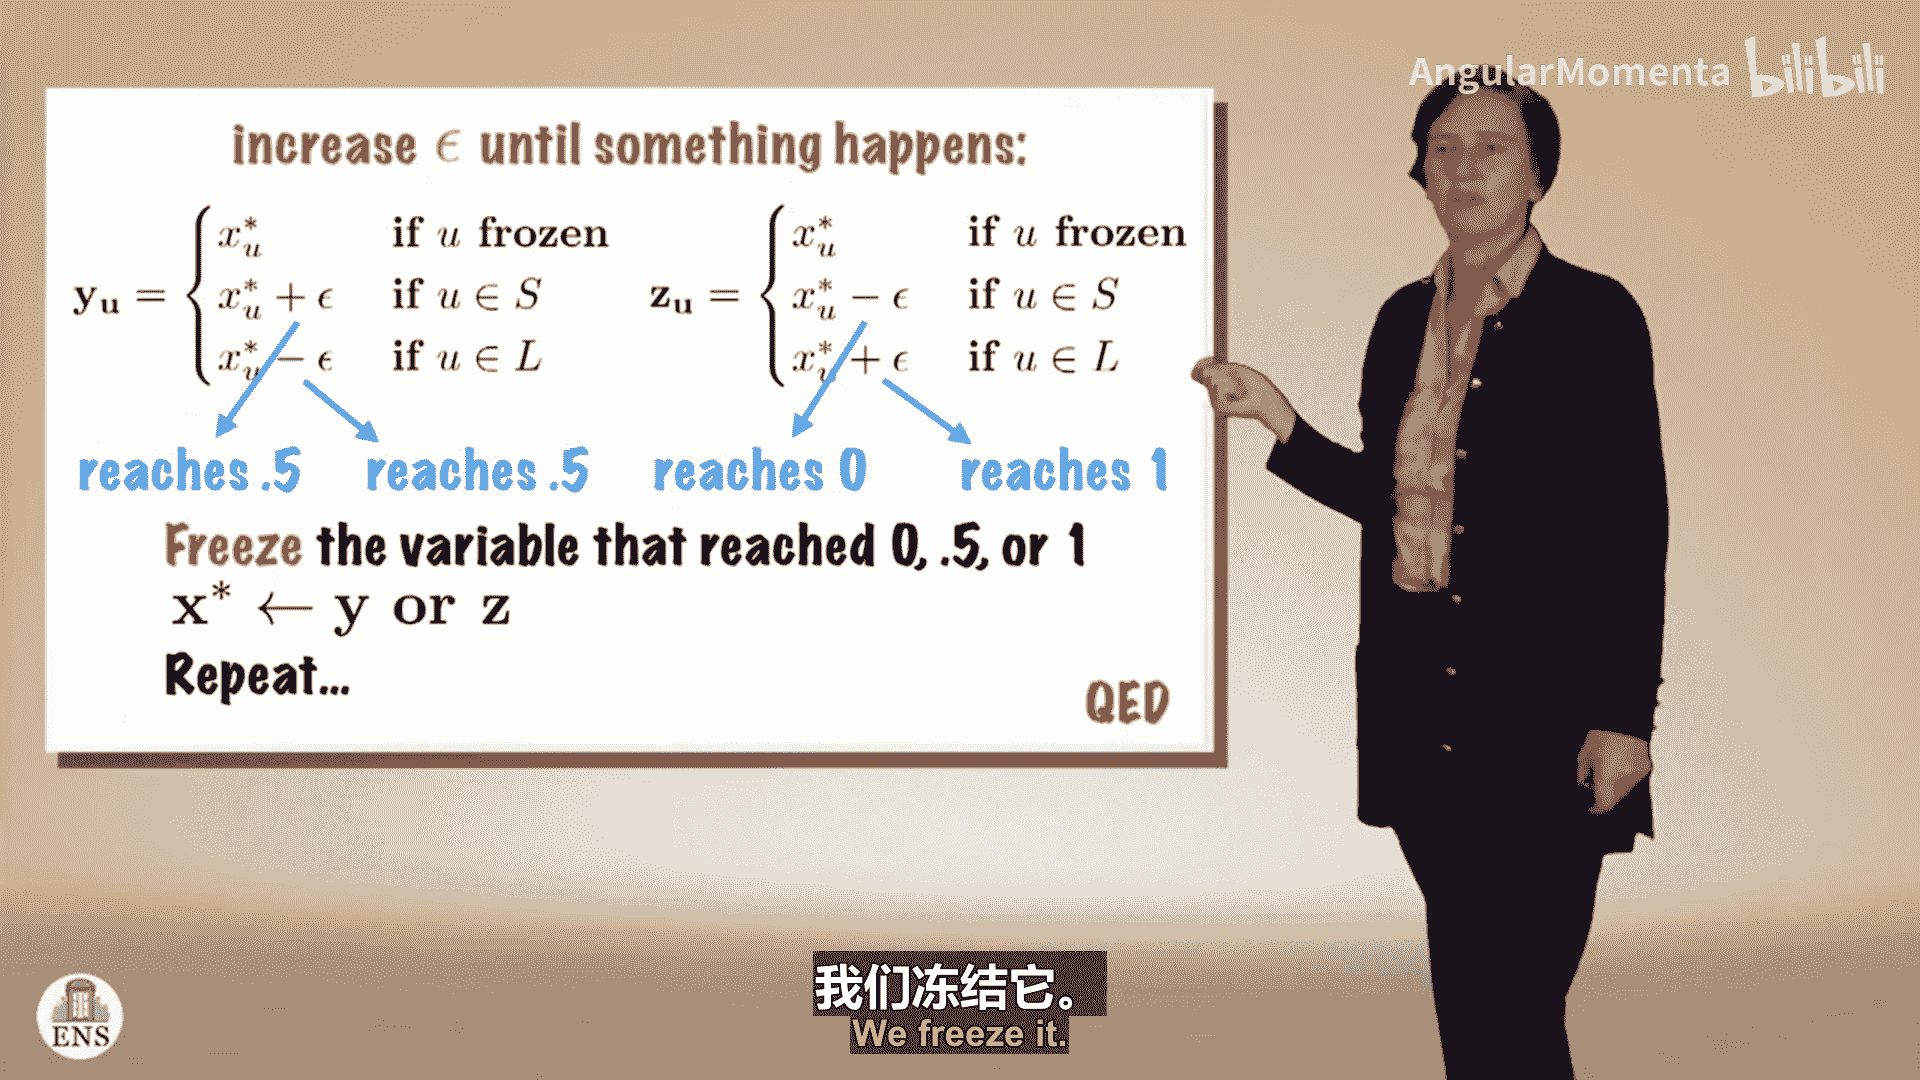 AngularMomenta bilibili
increase ϵ until something happens:
y_u = { x*_u if u frozen
x*_u + ϵ if u ∈ S
x*_u − ϵ if u ∈ L
z_u = { x*_u if u frozen
x*_u − ϵ if u ∈ S
x*_u + ϵ if u ∈ L
reaches .5 reaches .5 reaches 0 reaches 1
Freeze the variable that reached 0, .5, or 1
x* ← y or z
Repeat...
QED
ENS
我们冻结它。
We freeze it.